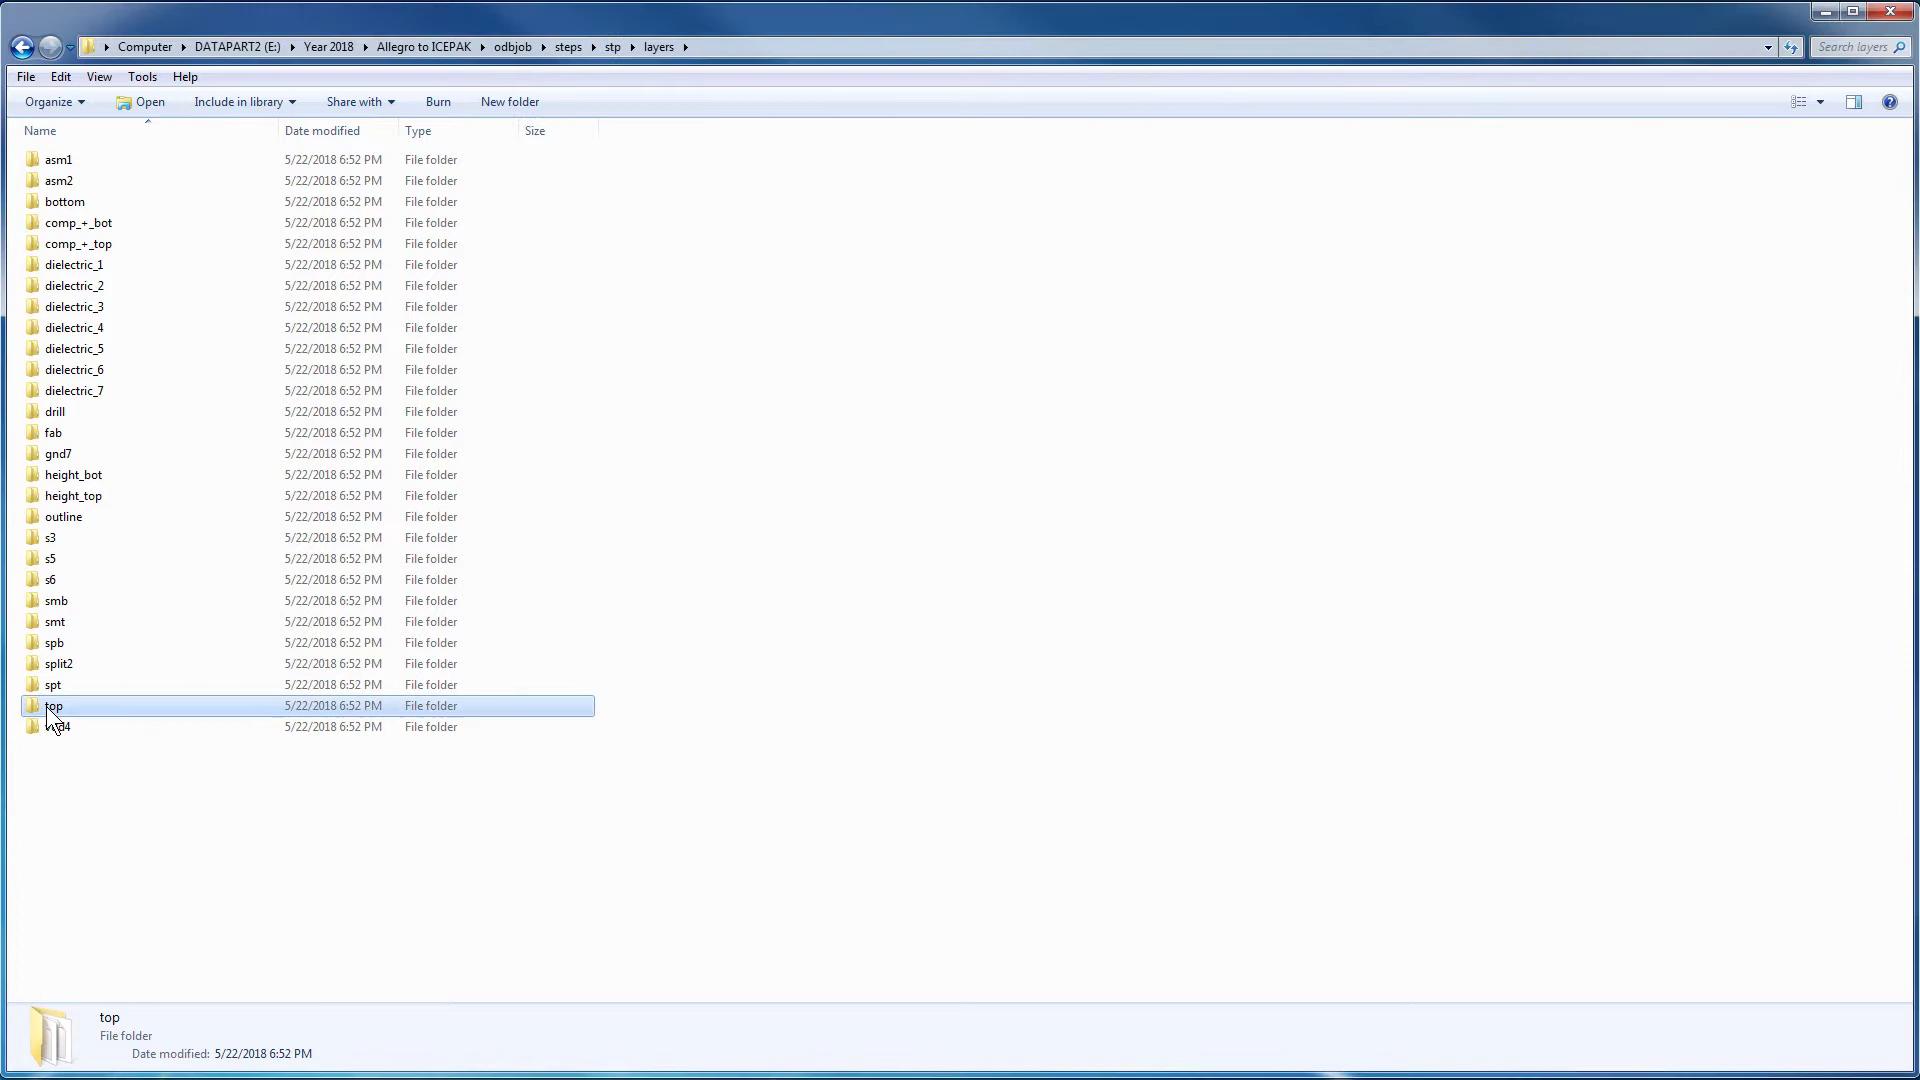 Computer DATAPART2 (E:) Year 2018 Allegro to ICEPAK odbjob steps stp layers Search layers
File Edit View Tools Help
Organize Open Include in library Share with Burn New folder
Name Date modified Type Size
asm1 5/22/2018 6:52 PM File folder
asm2 5/22/2018 6:52 PM File folder
bottom 5/22/2018 6:52 PM File folder
comp_+_bot 5/22/2018 6:52 PM File folder
comp_+_top 5/22/2018 6:52 PM File folder
dielectric_1 5/22/2018 6:52 PM File folder
dielectric_2 5/22/2018 6:52 PM File folder
dielectric_3 5/22/2018 6:52 PM File folder
dielectric_4 5/22/2018 6:52 PM File folder
dielectric_5 5/22/2018 6:52 PM File folder
dielectric_6 5/22/2018 6:52 PM File folder
dielectric_7 5/22/2018 6:52 PM File folder
drill 5/22/2018 6:52 PM File folder
fab 5/22/2018 6:52 PM File folder
gnd7 5/22/2018 6:52 PM File folder
height_bot 5/22/2018 6:52 PM File folder
height_top 5/22/2018 6:52 PM File folder
outline 5/22/2018 6:52 PM File folder
s3 5/22/2018 6:52 PM File folder
s5 5/22/2018 6:52 PM File folder
s6 5/22/2018 6:52 PM File folder
smb 5/22/2018 6:52 PM File folder
smt 5/22/2018 6:52 PM File folder
spb 5/22/2018 6:52 PM File folder
split2 5/22/2018 6:52 PM File folder
spt 5/22/2018 6:52 PM File folder
top 5/22/2018 6:52 PM File folder
5/22/2018 6:52 PM File folder
top
File folder
Date modified: 5/22/2018 6:52 PM